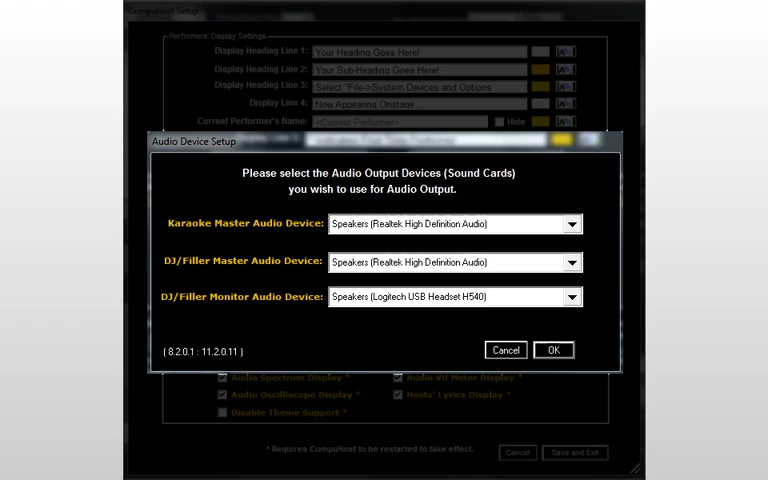 CompuHost Setup
Performers' Display Settings
Display Heading Line 1: Your Heading Goes Here!
Display Heading Line 2: Your Sub-Heading Goes Here!
Display Heading Line 3: Select "File->System Devices and Options
Display Line 4: Now Appearing Onstage...
Current Performer's Name: <Current Performer> Hide
Audio Device Setup
Please select the Audio Output Devices (Sound Cards)
you wish to use for Audio Output.
Karaoke Master Audio Device: Speakers (Realtek High Definition Audio)
DJ/Filler Master Audio Device: Speakers (Realtek High Definition Audio)
DJ/Filler Monitor Audio Device: Speakers (Logitech USB Headset H540)
( 8.2.0.1 : 11.2.0.11 )
Cancel OK
Audio Spectrum Display * Audio VU Meter Display *
Audio Oscilliscope Display * Hosts' Lyrics Display *
Disable Theme Support *
* Requires CompuHost to be restarted to take effect.
Cancel Save and Exit